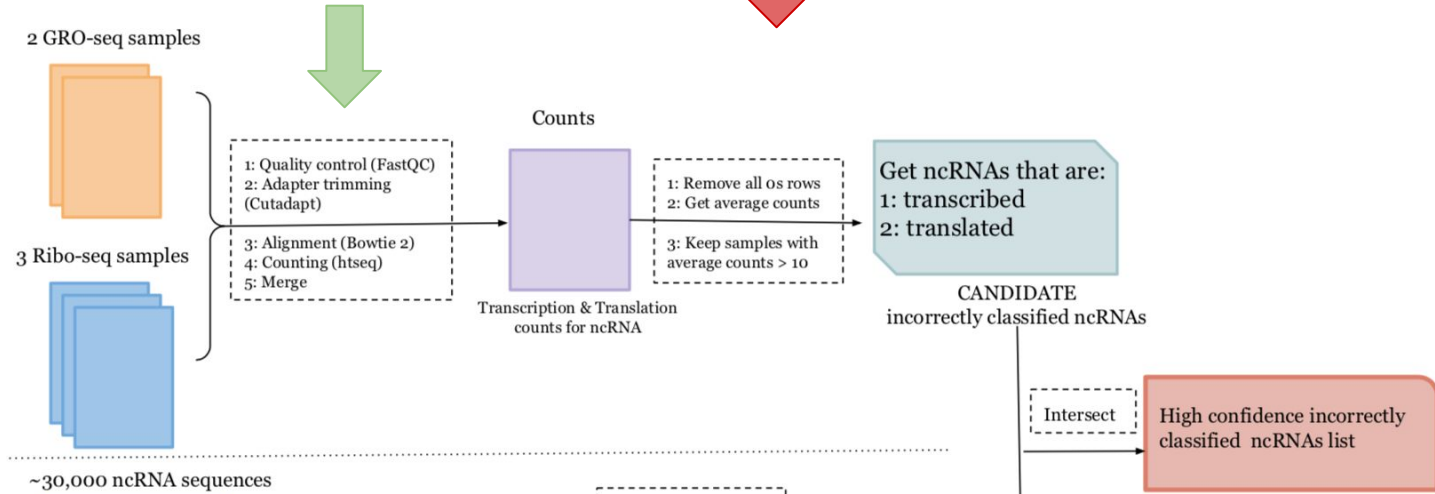 2 GRO-seq samples
3 Ribo-seq samples
1: Quality control (FastQC)
2: Adapter trimming
(Cutadapt)
3: Alignment (Bowtie 2)
4: Counting (htseq)
5: Merge
Counts
Transcription & Translation
counts for ncRNA
1: Remove all 0s rows
2: Get average counts
3: Keep samples with
average counts > 10
Get ncRNAs that are:
1: transcribed
2: translated
CANDIDATE
incorrectly classified ncRNAs
Intersect
High confidence incorrectly
classified ncRNAs list
~30,000 ncRNA sequences